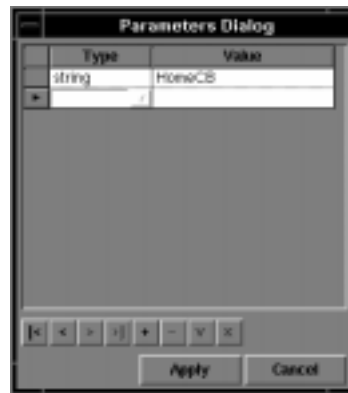 Parameters Dialog
Type Value
string HomeCB
|< < > >| + - v x
Apply Cancel